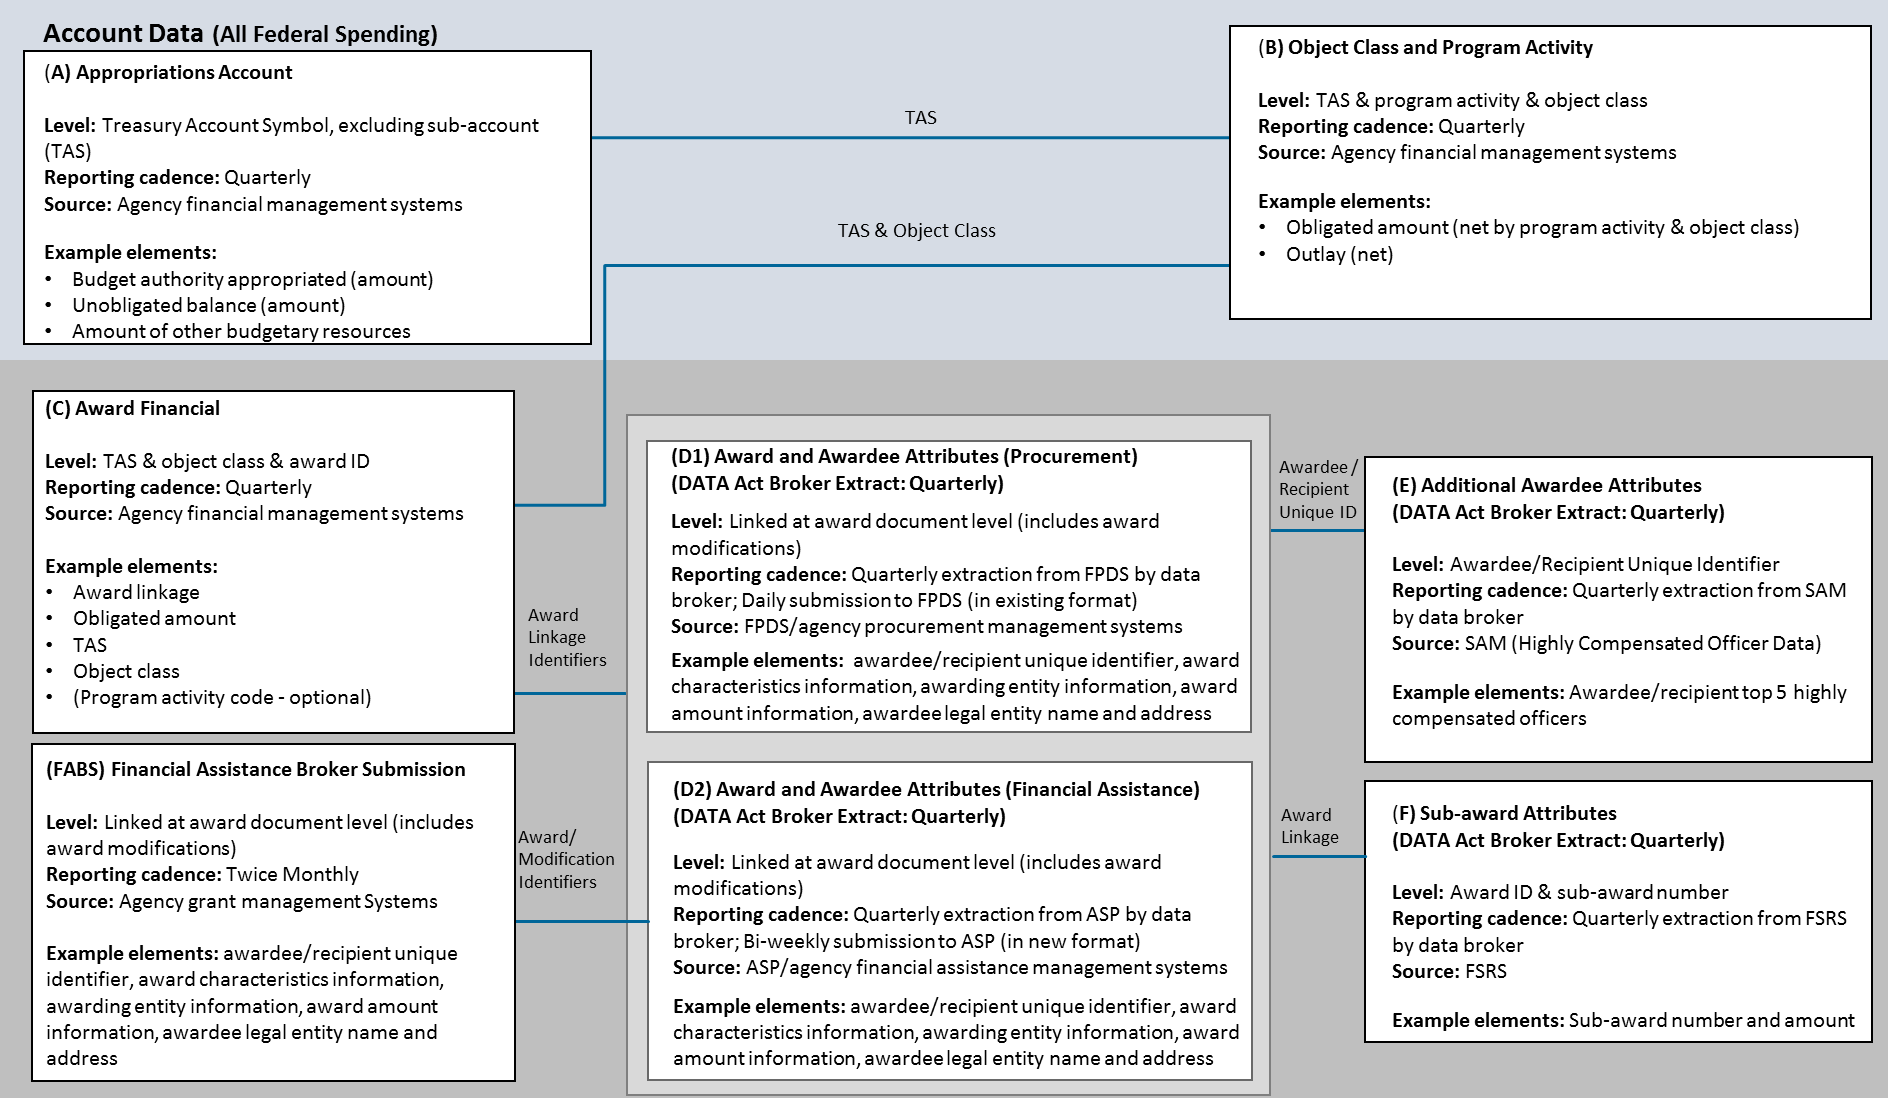 Account Data (All Federal Spending)
(A) Appropriations Account
Level: Treasury Account Symbol, excluding sub-account
(TAS)
Reporting cadence: Quarterly
Source: Agency financial management systems
Example elements:
• Budget authority appropriated (amount)
• Unobligated balance (amount)
• Amount of other budgetary resources
TAS
TAS & Object Class
(B) Object Class and Program Activity
Level: TAS & program activity & object class
Reporting cadence: Quarterly
Source: Agency financial management systems
Example elements:
• Obligated amount (net by program activity & object class)
• Outlay (net)
(C) Award Financial
Level: TAS & object class & award ID
Reporting cadence: Quarterly
Source: Agency financial management systems
Example elements:
• Award linkage
• Obligated amount
• TAS
• Object class
• (Program activity code - optional)
Award
Linkage
Identifiers
(D1) Award and Awardee Attributes (Procurement)
(DATA Act Broker Extract: Quarterly)
Level: Linked at award document level (includes award
modifications)
Reporting cadence: Quarterly extraction from FPDS by data
broker; Daily submission to FPDS (in existing format)
Source: FPDS/agency procurement management systems
Example elements: awardee/recipient unique identifier, award
characteristics information, awarding entity information, award
amount information, awardee legal entity name and address
Awardee /
Recipient
Unique ID
(E) Additional Awardee Attributes
(DATA Act Broker Extract: Quarterly)
Level: Awardee/Recipient Unique Identifier
Reporting cadence: Quarterly extraction from SAM
by data broker
Source: SAM (Highly Compensated Officer Data)
Example elements: Awardee/recipient top 5 highly
compensated officers
(FABS) Financial Assistance Broker Submission
Level: Linked at award document level (includes
award modifications)
Reporting cadence: Twice Monthly
Source: Agency grant management Systems
Example elements: awardee/recipient unique
identifier, award characteristics information,
awarding entity information, award amount
information, awardee legal entity name and
address
Award/
Modification
Identifiers
(D2) Award and Awardee Attributes (Financial Assistance)
(DATA Act Broker Extract: Quarterly)
Level: Linked at award document level (includes award
modifications)
Reporting cadence: Quarterly extraction from ASP by data
broker; Bi-weekly submission to ASP (in new format)
Source: ASP/agency financial assistance management systems
Example elements: awardee/recipient unique identifier, award
characteristics information, awarding entity information, award
amount information, awardee legal entity name and address
Award
Linkage
(F) Sub-award Attributes
(DATA Act Broker Extract: Quarterly)
Level: Award ID & sub-award number
Reporting cadence: Quarterly extraction from FSRS
by data broker
Source: FSRS
Example elements: Sub-award number and amount